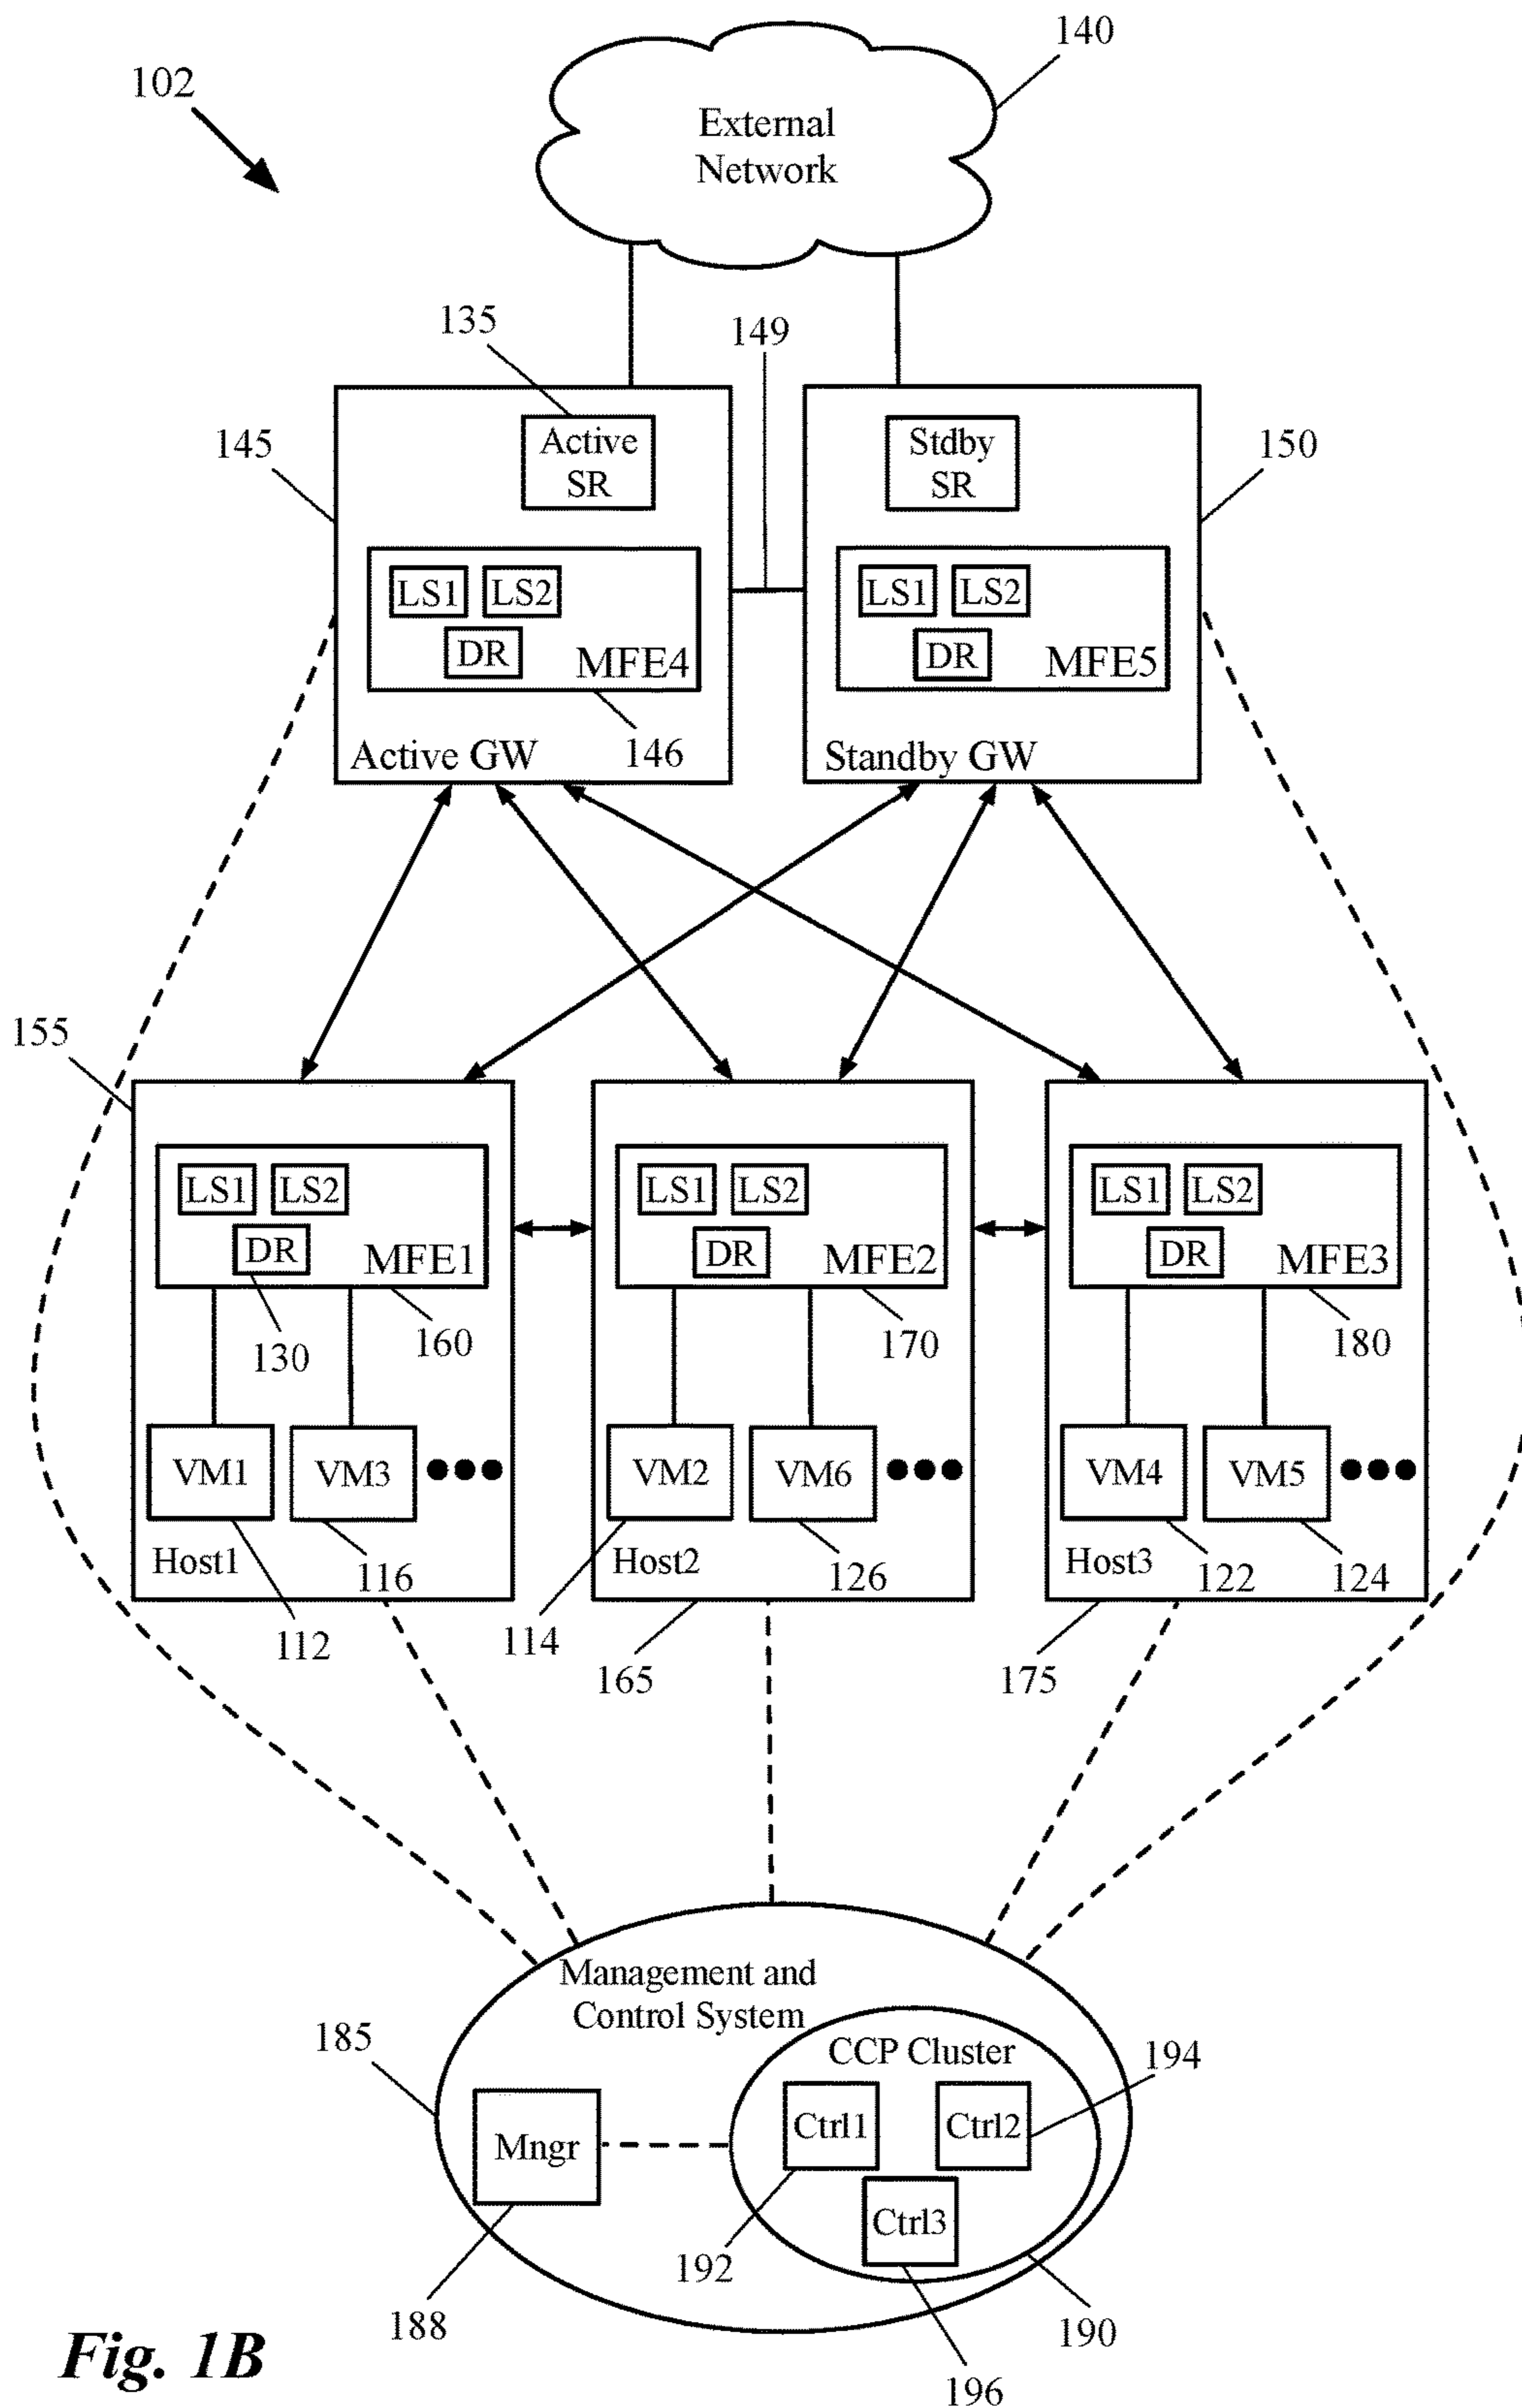 140
102
External
Network
135
149
145
Active
SR
Stdby
SR
150
LS1 LS2
DR MFE4
LS1 LS2
DR MFE5
Active GW
146
Standby GW
155
LS1 LS2
DR MFE1
LS1 LS2
DR MFE2
LS1 LS2
DR MFE3
130
160
170
180
VM1 VM3
VM2 VM6
VM4 VM5
Host1
116
Host2
126
Host3
122
124
112
114
165
175
Management and
Control System
185
CCP Cluster
194
Mngr
Ctrl1
Ctrl2
Ctrl3
192
188
190
196
Fig. 1B